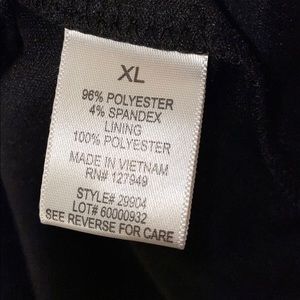 XL
96% POLYESTER
4% SPANDEX
LINING
100% POLYESTER
MADE IN VIETNAM
RN# 127949
STYLE# 29904
LOT# 60000932
SEE REVERSE FOR CARE